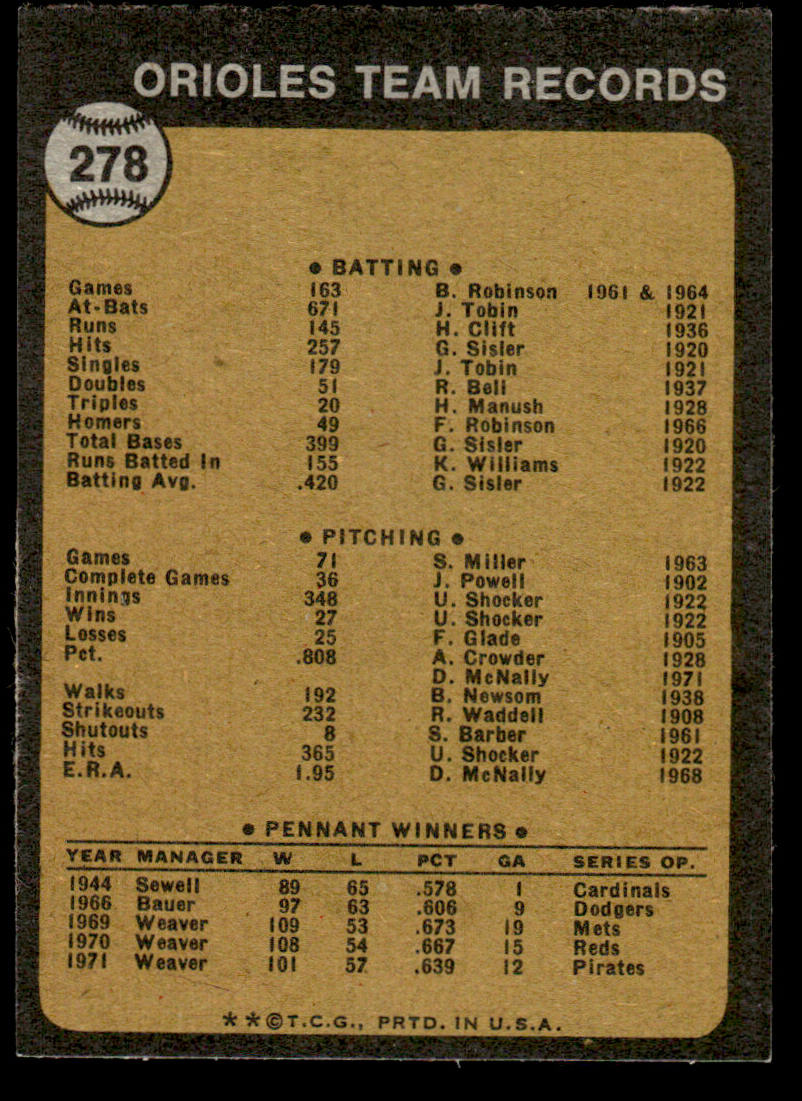 ORIOLES TEAM RECORDS
278
• BATTING •
Games 163 B. Robinson 1961 & 1964
At-Bats 671 J. Tobin 1921
Runs 145 H. Clift 1936
Hits 257 G. Sisler 1920
Singles 179 J. Tobin 1921
Doubles 51 R. Bell 1937
Triples 20 H. Manush 1928
Homers 49 F. Robinson 1966
Total Bases 399 G. Sisler 1920
Runs Batted In 155 K. Williams 1922
Batting Avg. .420 G. Sisler 1922
• PITCHING •
Games 71 S. Miller 1963
Complete Games 36 J. Powell 1902
Innings 348 U. Shocker 1922
Wins 27 U. Shocker 1922
Losses 25 F. Glade 1905
Pct. .808 A. Crowder 1928
D. McNally 1971
Walks 192 B. Newsom 1938
Strikeouts 232 R. Waddell 1908
Shutouts 8 S. Barber 1961
Hits 365 U. Shocker 1922
E.R.A. 1.95 D. McNally 1968
• PENNANT WINNERS •
YEAR MANAGER W L PCT GA SERIES OP.
1944 Sewell 89 65 .578 1 Cardinals
1966 Bauer 97 63 .606 9 Dodgers
1969 Weaver 109 53 .673 19 Mets
1970 Weaver 108 54 .667 15 Reds
1971 Weaver 101 57 .639 12 Pirates
* *©T.C.G., PRTD. IN U.S.A.